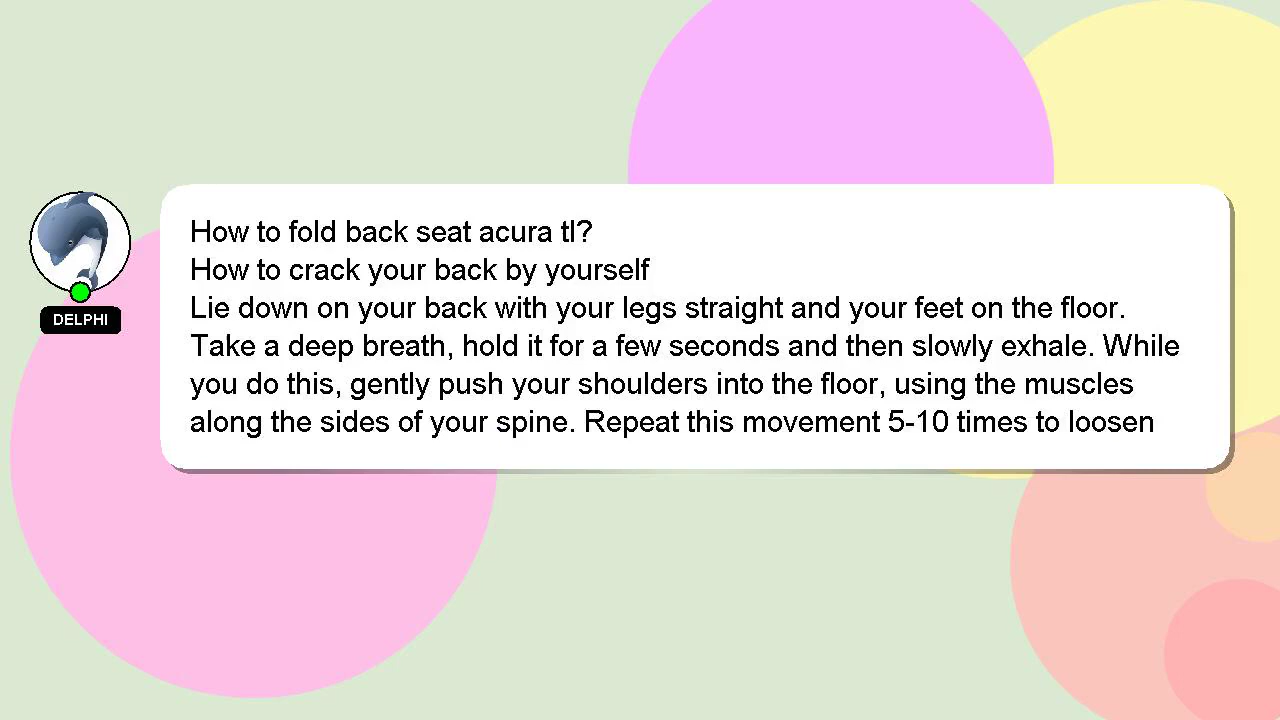 How to fold back seat acura tl?
How to crack your back by yourself
Lie down on your back with your legs straight and your feet on the floor.
Take a deep breath, hold it for a few seconds and then slowly exhale. While
you do this, gently push your shoulders into the floor, using the muscles
along the sides of your spine. Repeat this movement 5-10 times to loosen
DELPHI